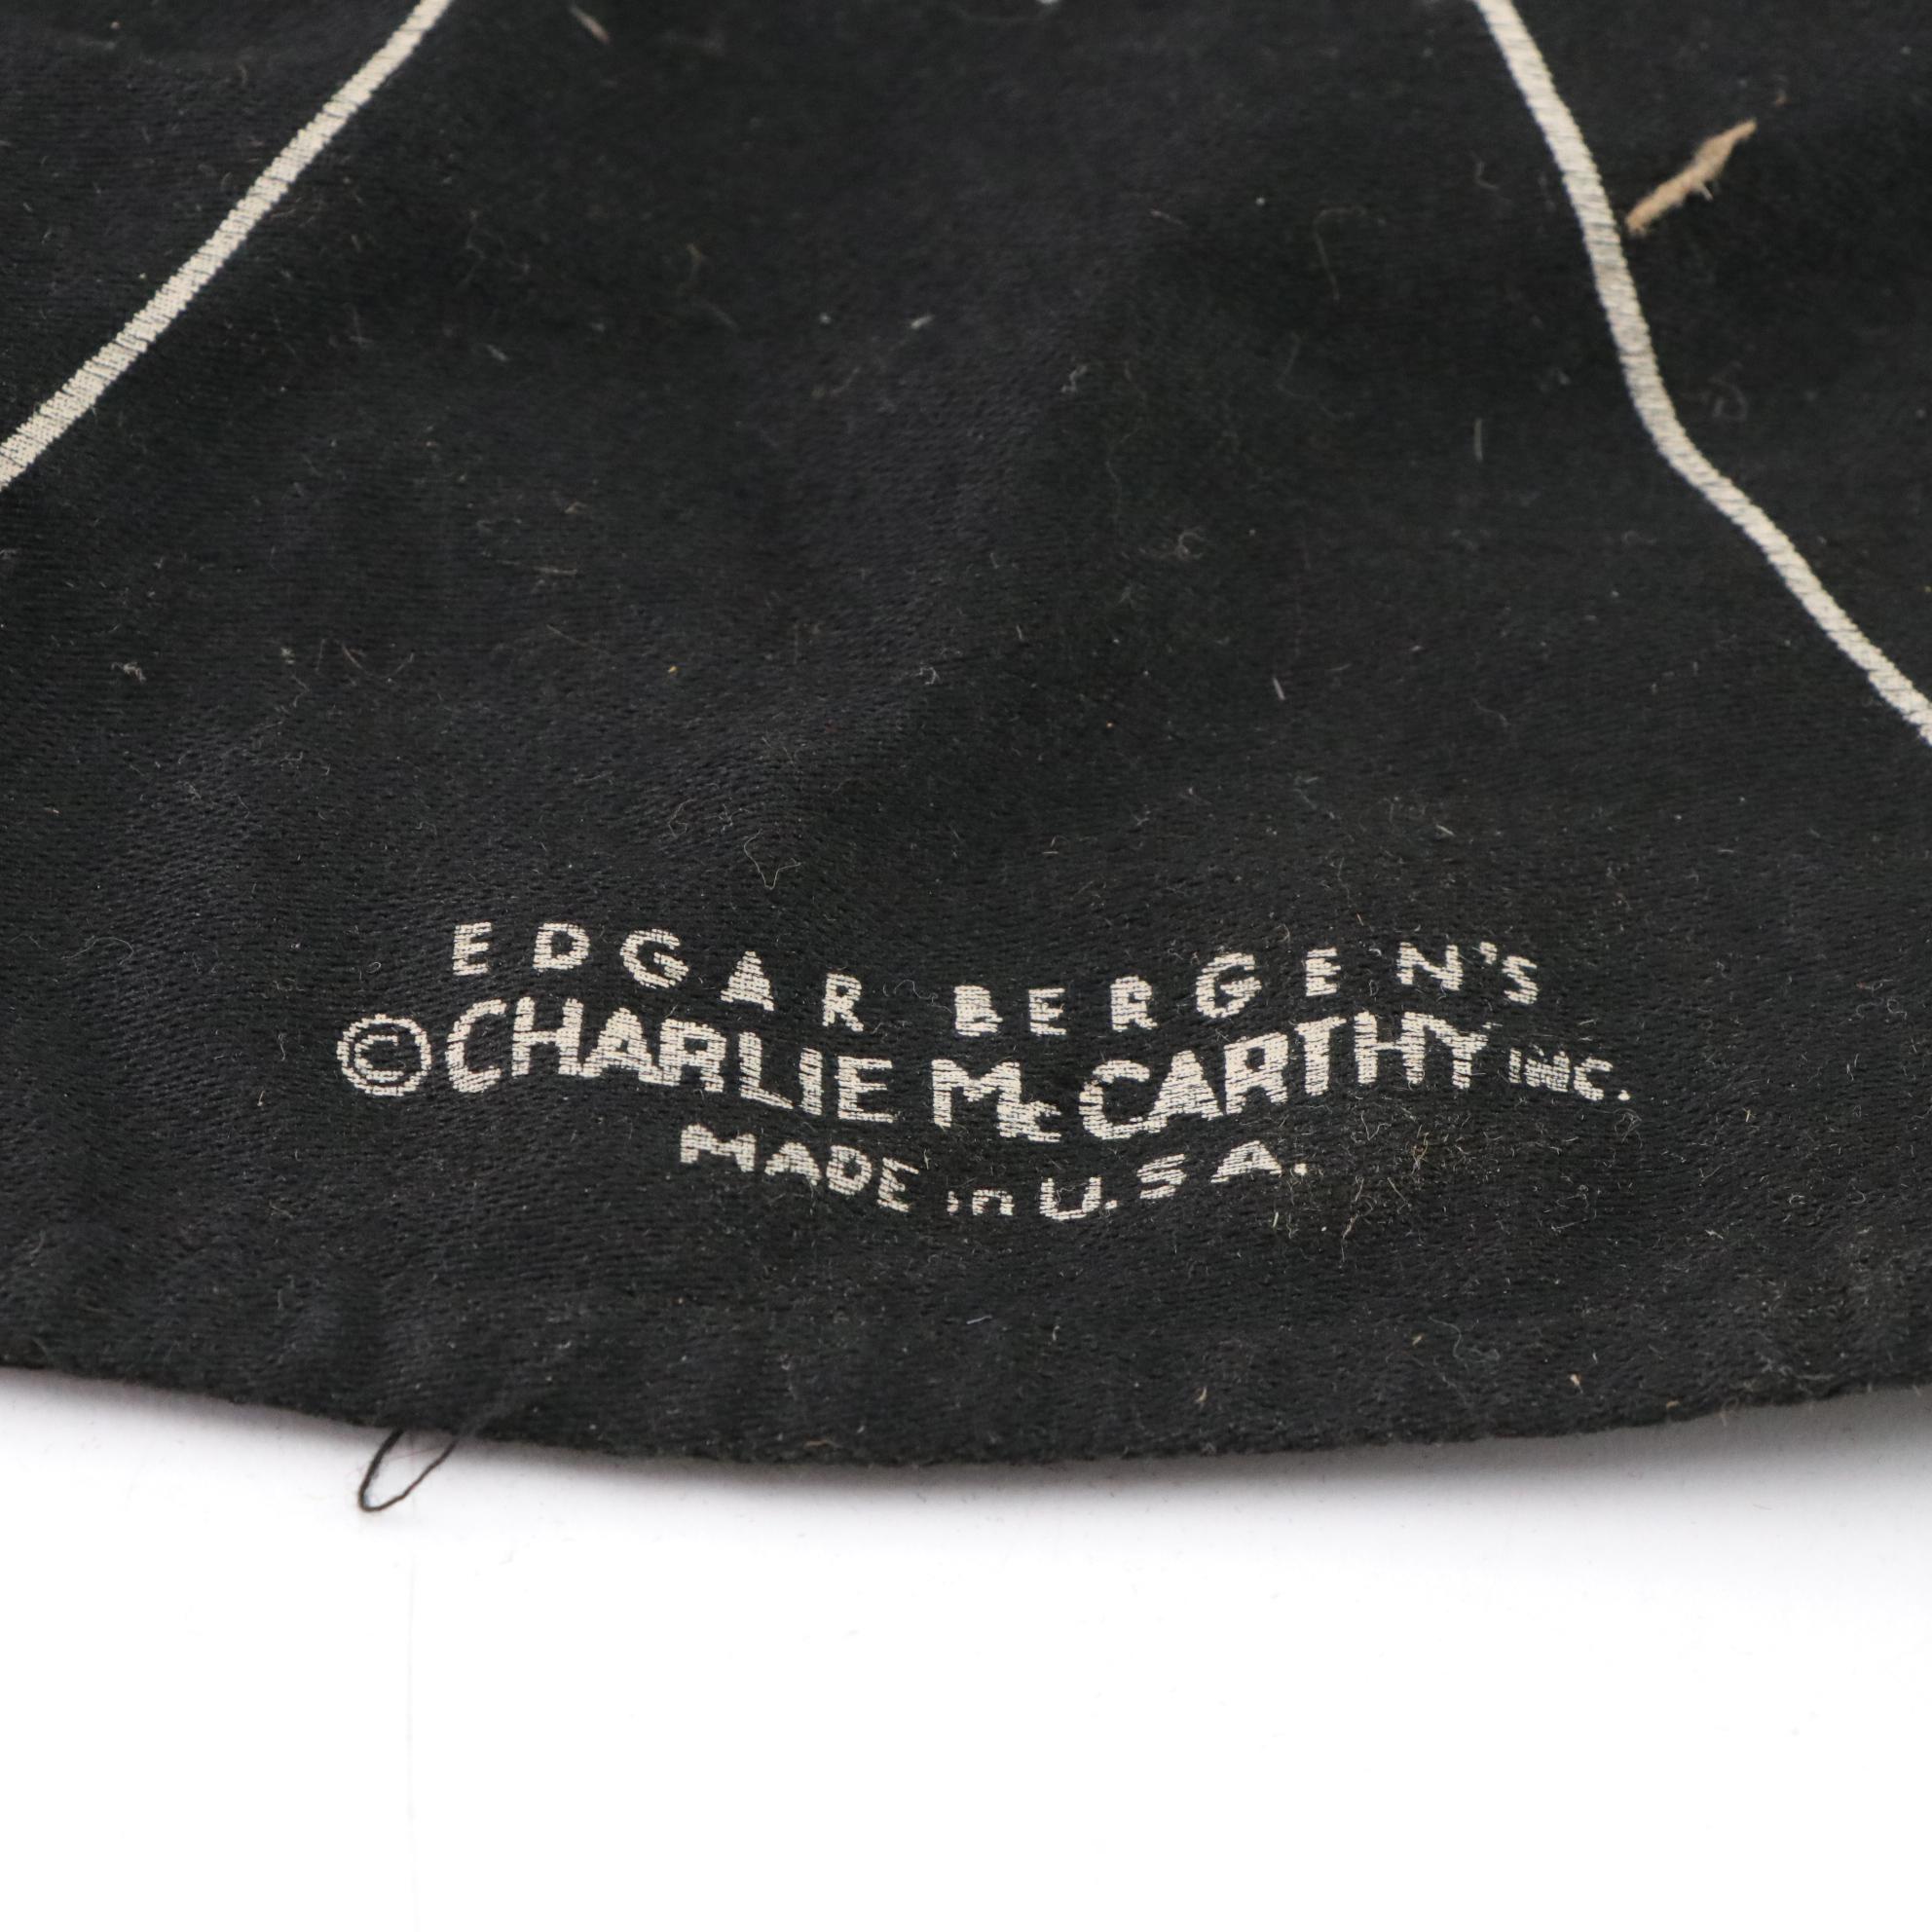 EDGAR BERGEN'S
©CHARLIE McCARTHY INC.
MADE in U.S.A.